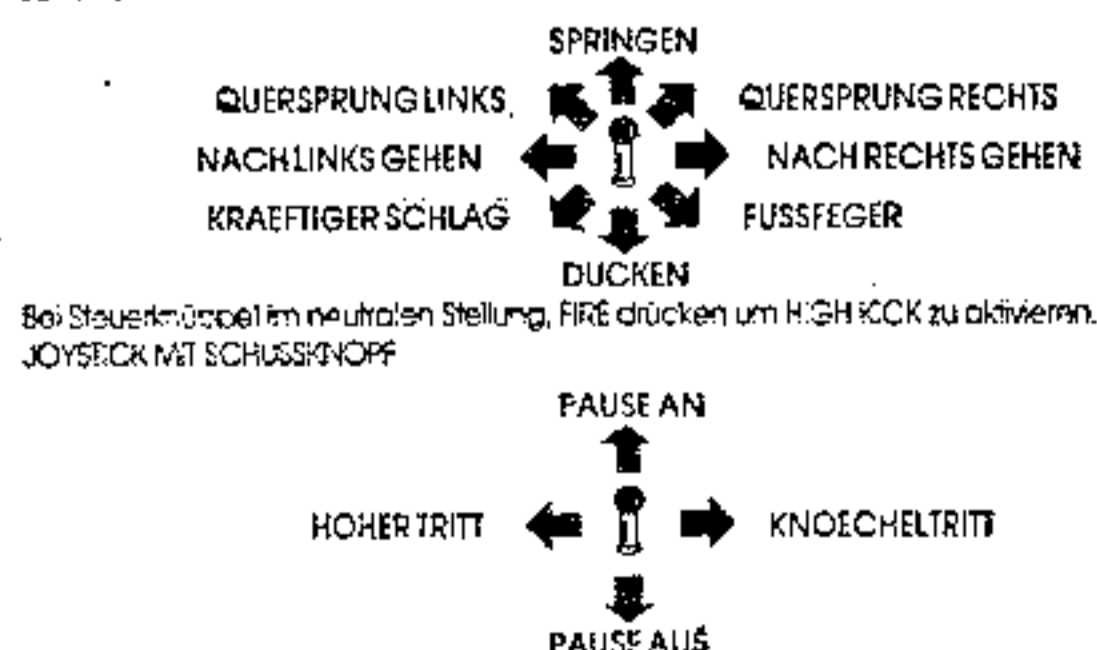 SPRINGEN
QUERSPRUNG LINKS QUERSPRUNG RECHTS
NACH LINKS GEHEN NACH RECHTS GEHEN
KRAEFTIGER SCHLAG FUSSFEGER
DUCKEN
Bei Steuerknüppel im neutralen Stellung, FIRE drücken um HIGH KICK zu aktivieren.
JOYSTICK MIT SCHUSSKNOPF
PAUSE AN
HOHER TRITT KNOECHELTRITT
PAUSE AUS